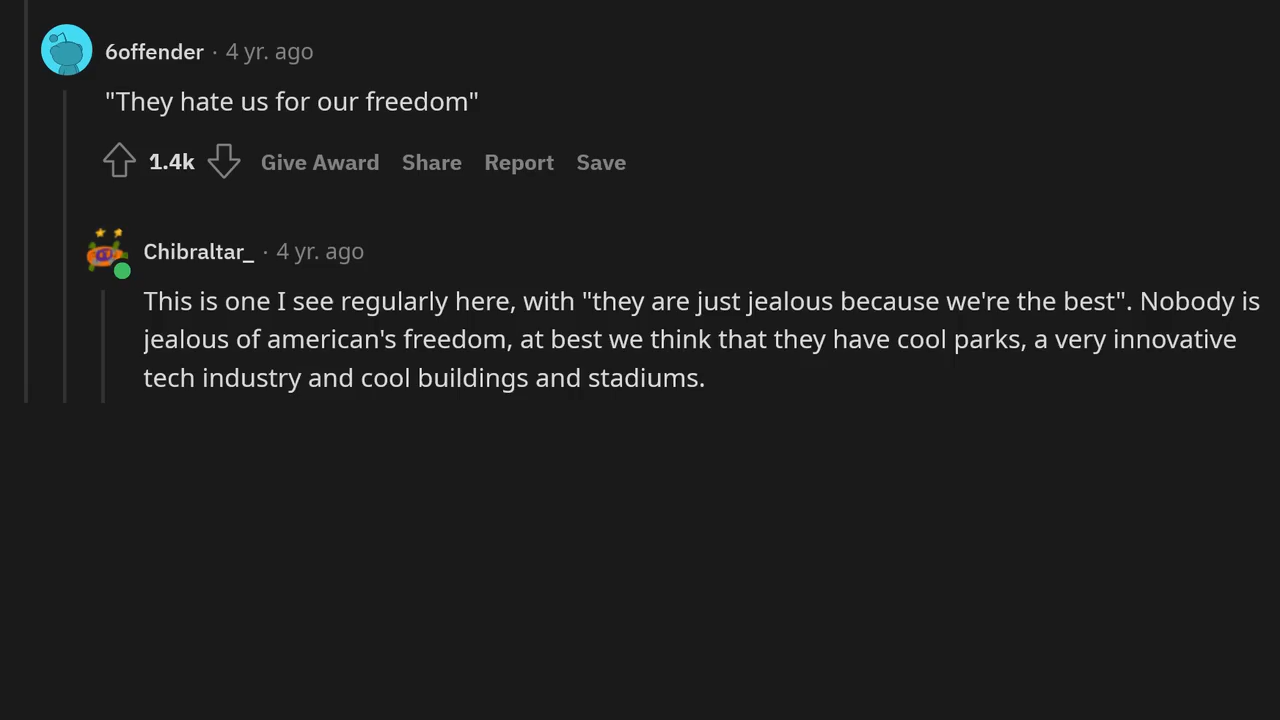 6offender · 4 yr. ago
"They hate us for our freedom"
1.4k Give Award Share Report Save
Chibraltar_ · 4 yr. ago
This is one I see regularly here, with "they are just jealous because we're the best". Nobody is
jealous of american's freedom, at best we think that they have cool parks, a very innovative
tech industry and cool buildings and stadiums.